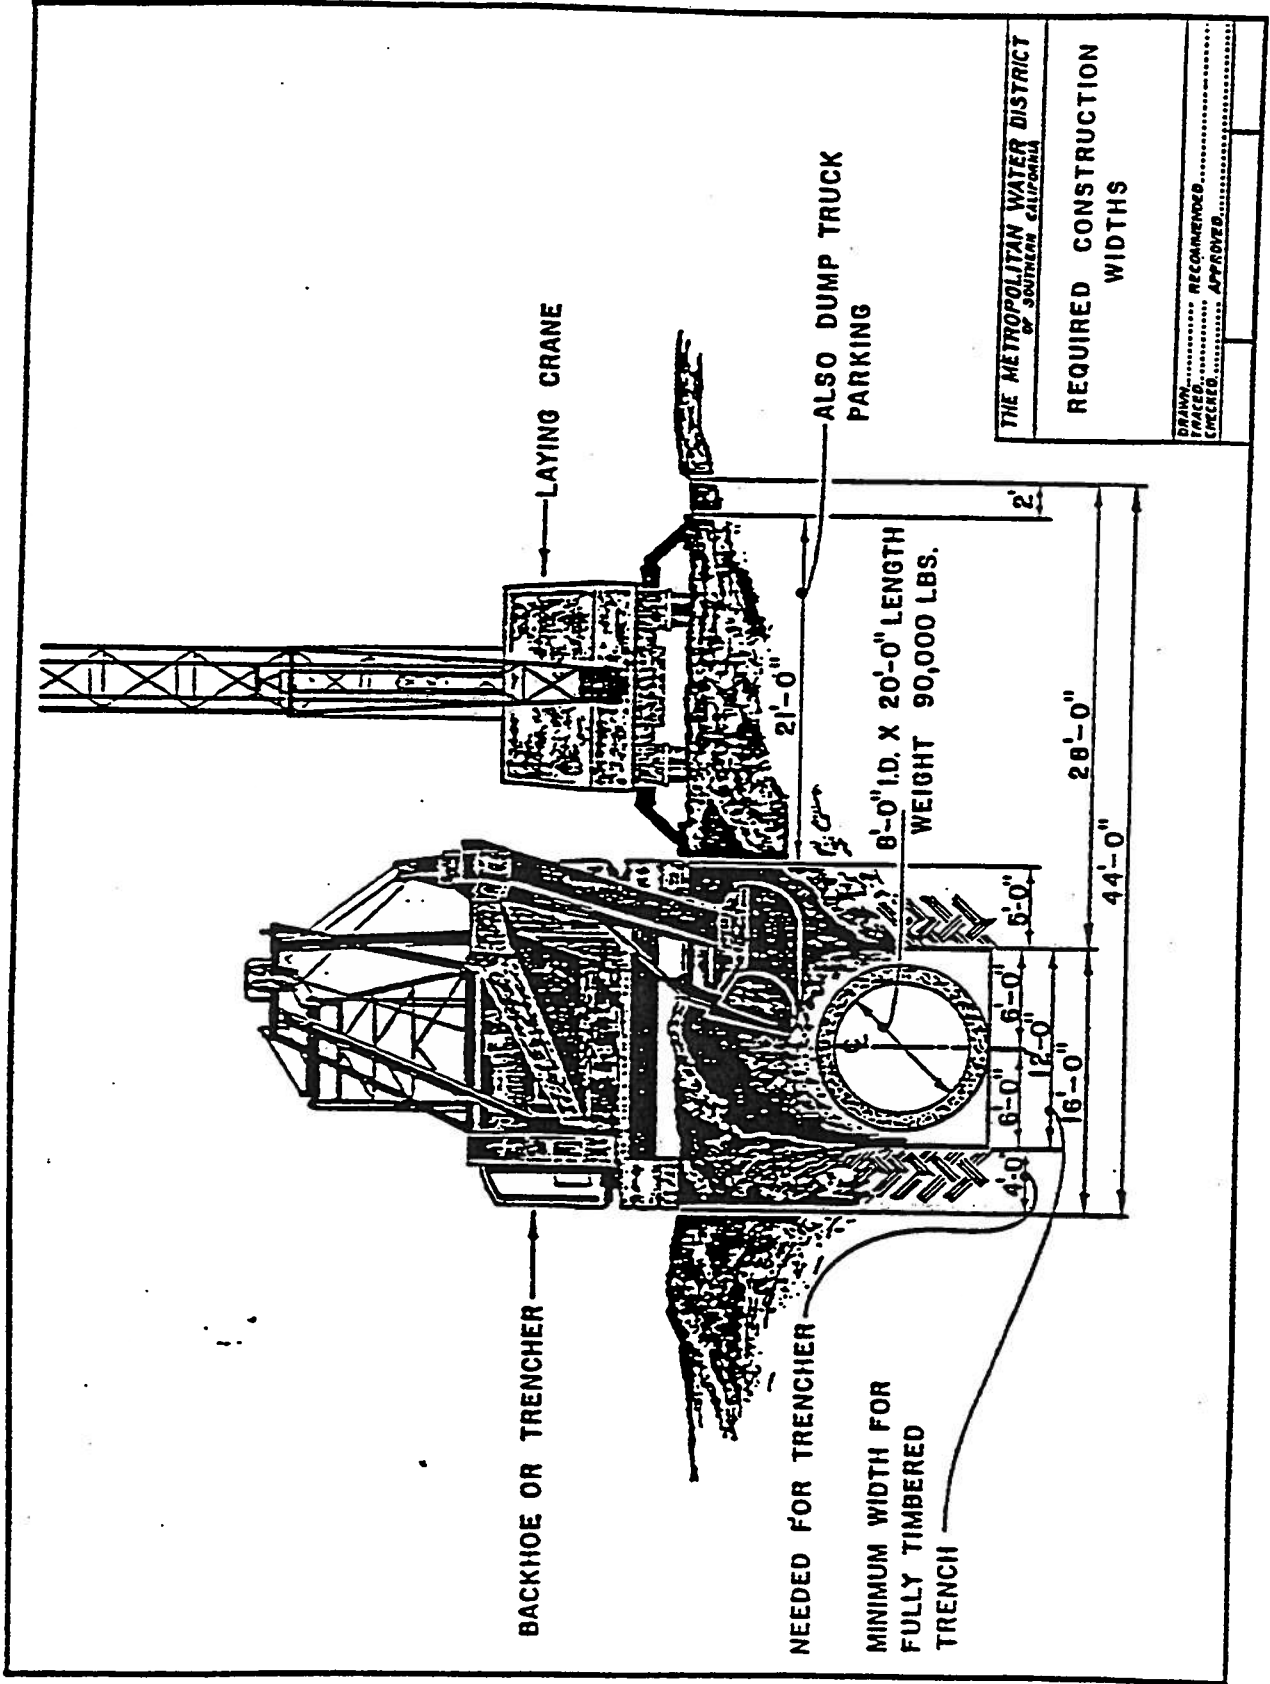 LAYING CRANE
BACKHOE OR TRENCHER
ALSO DUMP TRUCK
PARKING
21'-0"
8'-0" I.D. X 20'-0" LENGTH
WEIGHT 90,000 LBS.
NEEDED FOR TRENCHER
MINIMUM WIDTH FOR
FULLY TIMBERED
TRENCH
4'-0"
6'-0"
6'-0"
2'
12'-0"
16'-0"
28'-0"
44'-0"
THE METROPOLITAN WATER DISTRICT
OF SOUTHERN CALIFORNIA
REQUIRED CONSTRUCTION
WIDTHS
DRAWN
TRACED RECOMMENDED
CHECKED APPROVED